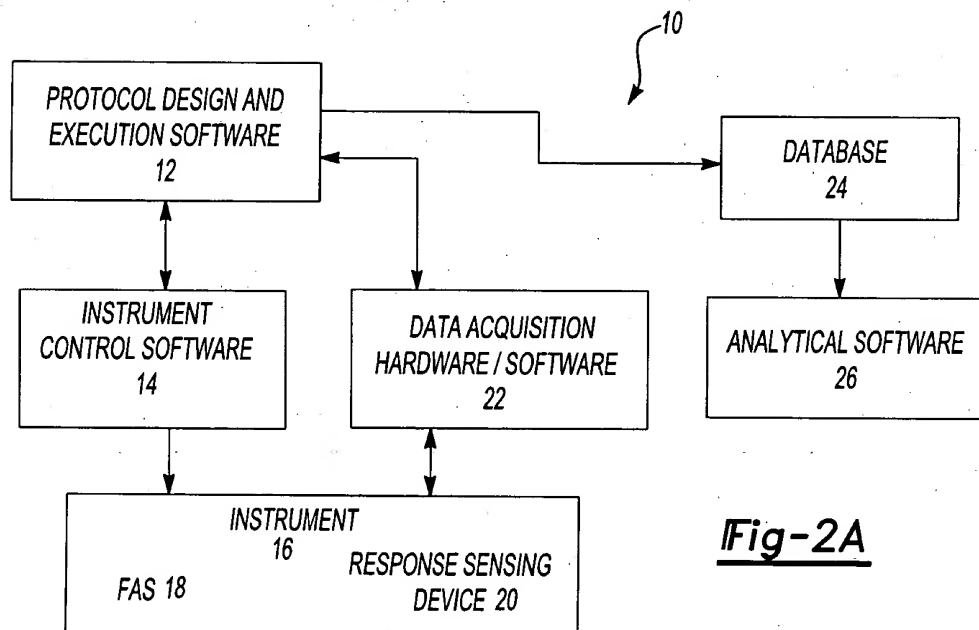 10
PROTOCOL DESIGN AND
EXECUTION SOFTWARE
12
DATABASE
24
INSTRUMENT
CONTROL SOFTWARE
14
DATA ACQUISITION
HARDWARE / SOFTWARE
22
ANALYTICAL SOFTWARE
26
INSTRUMENT
16
FAS 18
RESPONSE SENSING
DEVICE 20
Fig-2A